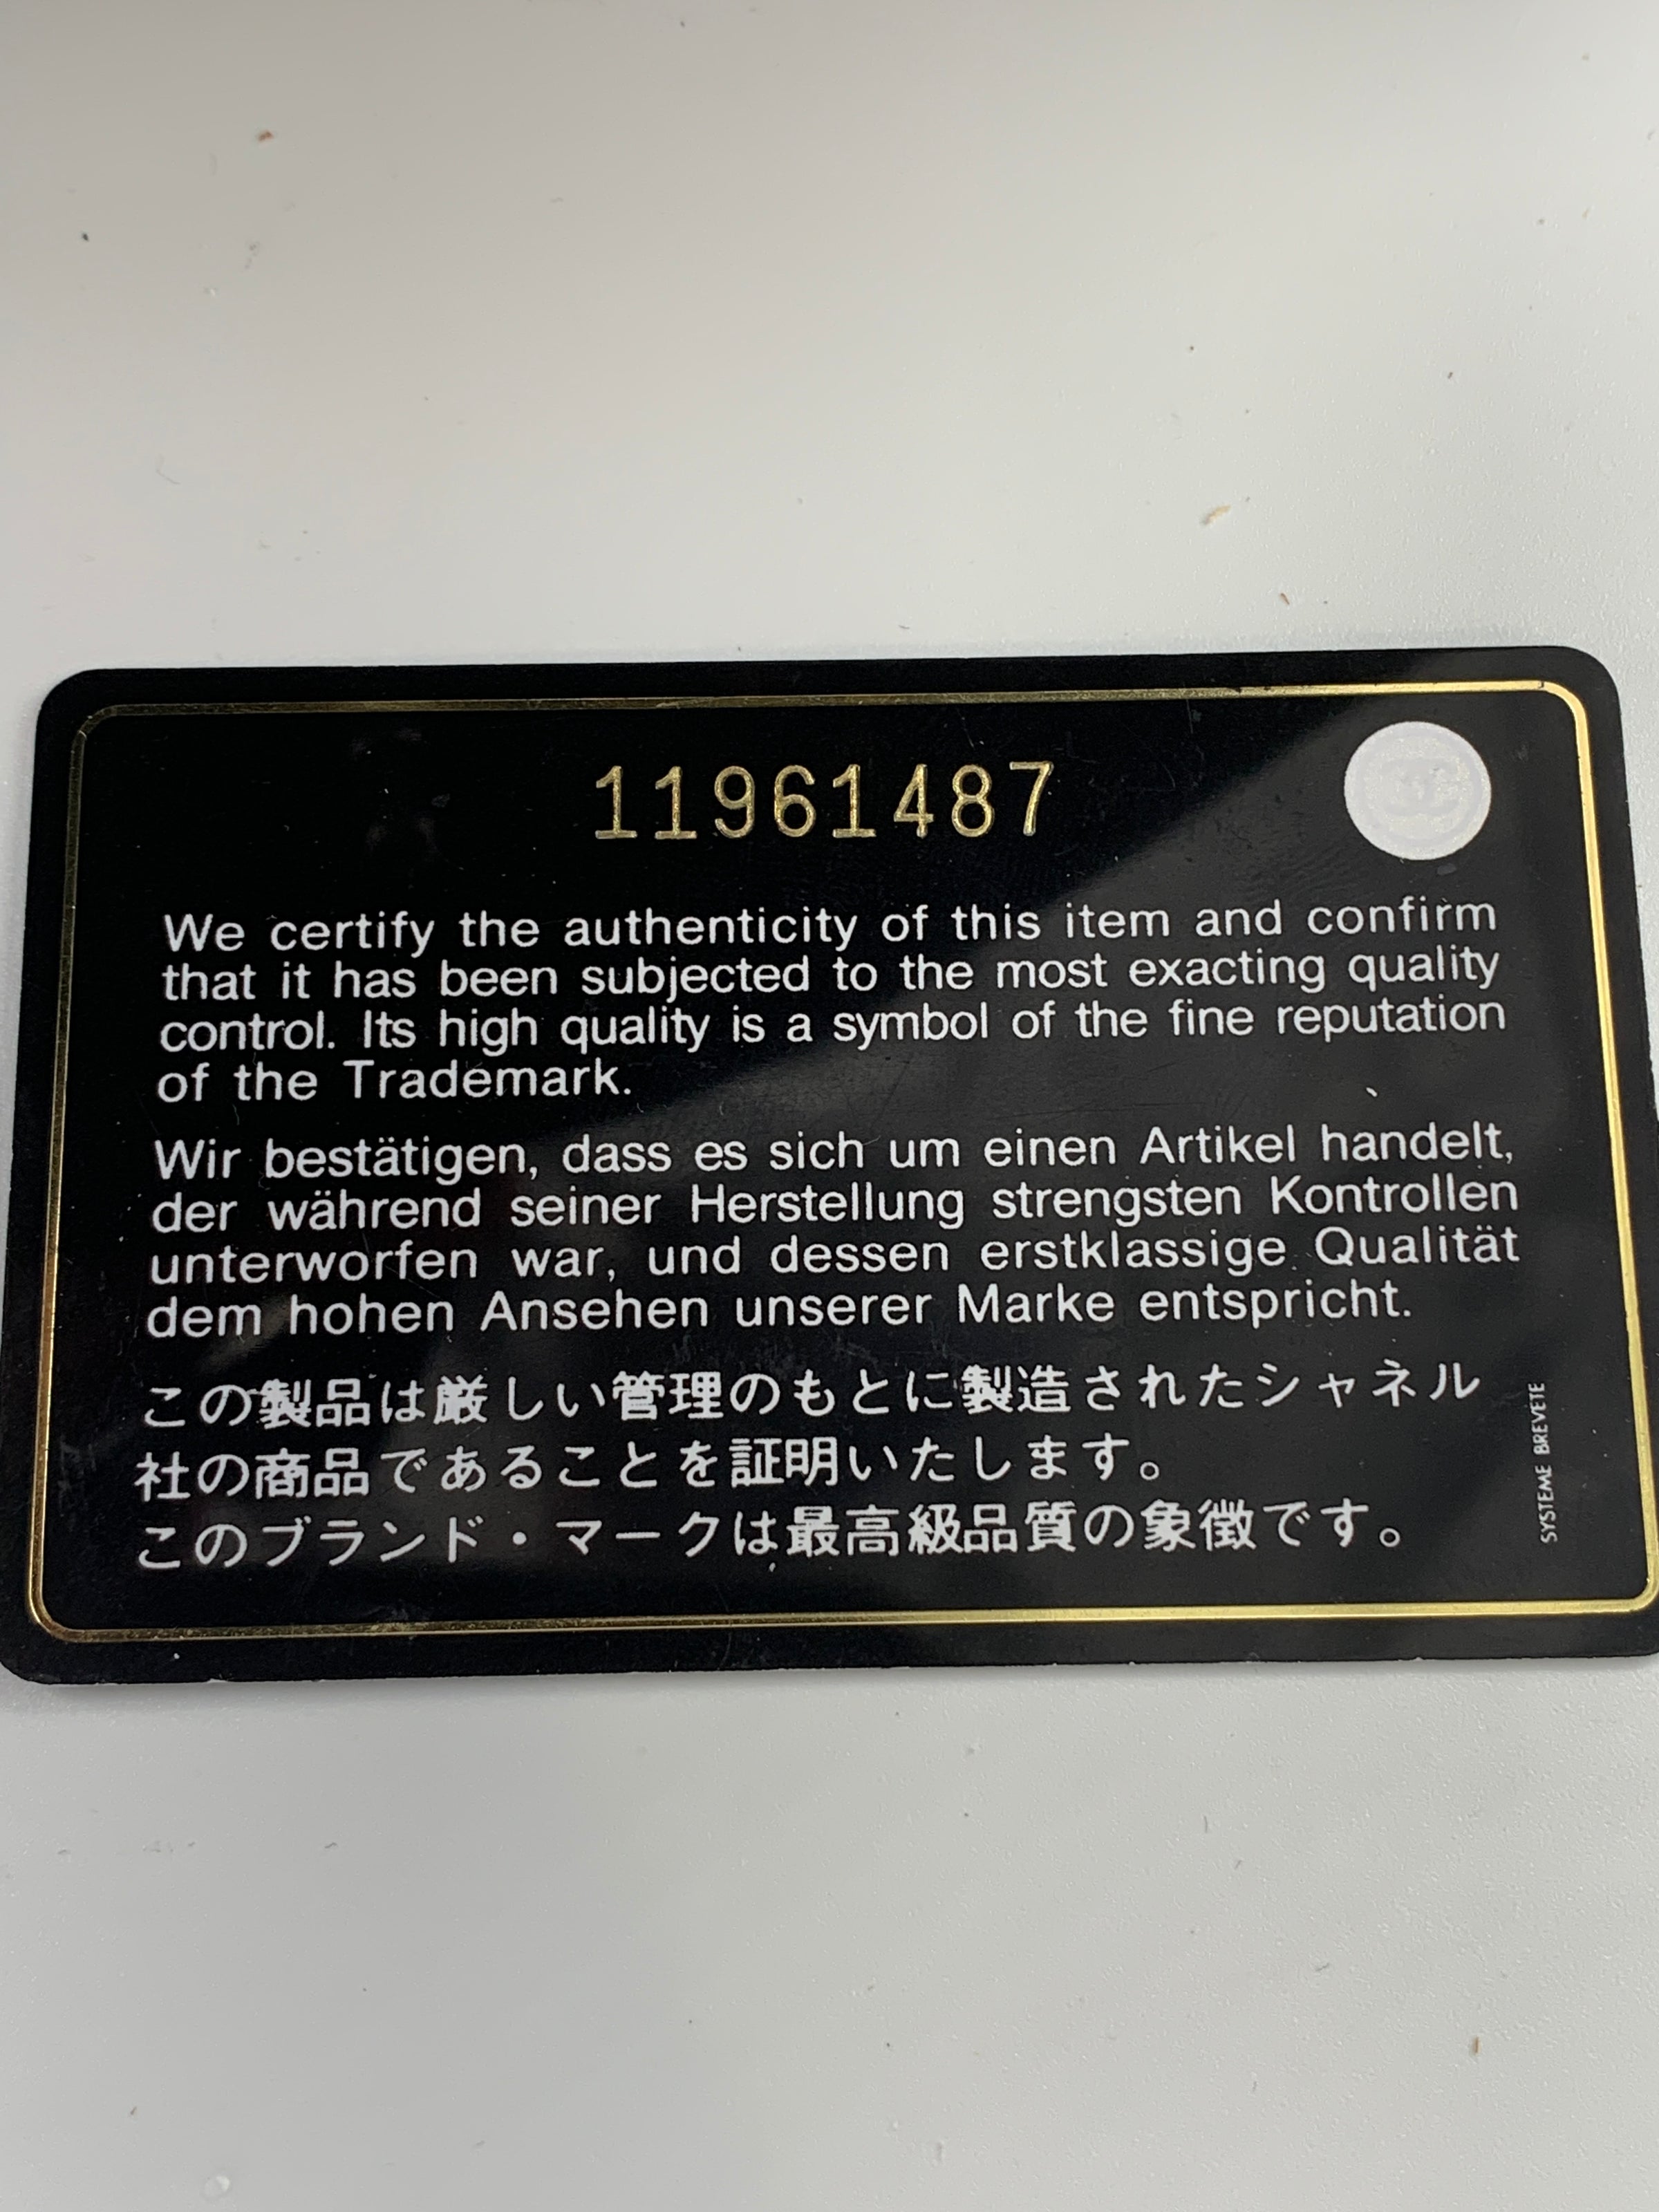 11961487
We certify the authenticity of this item and confirm
that it has been subjected to the most exacting quality
control. Its high quality is a symbol of the fine reputation
of the Trademark.
Wir bestätigen, dass es sich um einen Artikel handelt,
der während seiner Herstellung strengsten Kontrollen
unterworfen war, und dessen erstklassige Qualität
dem hohen Ansehen unserer Marke entspricht.
この製品は厳しい管理のもとに製造されたシャネル
社の商品であることを証明いたします。
このブランド・マークは最高級品質の象徴です。
SYSTEME BREVETE